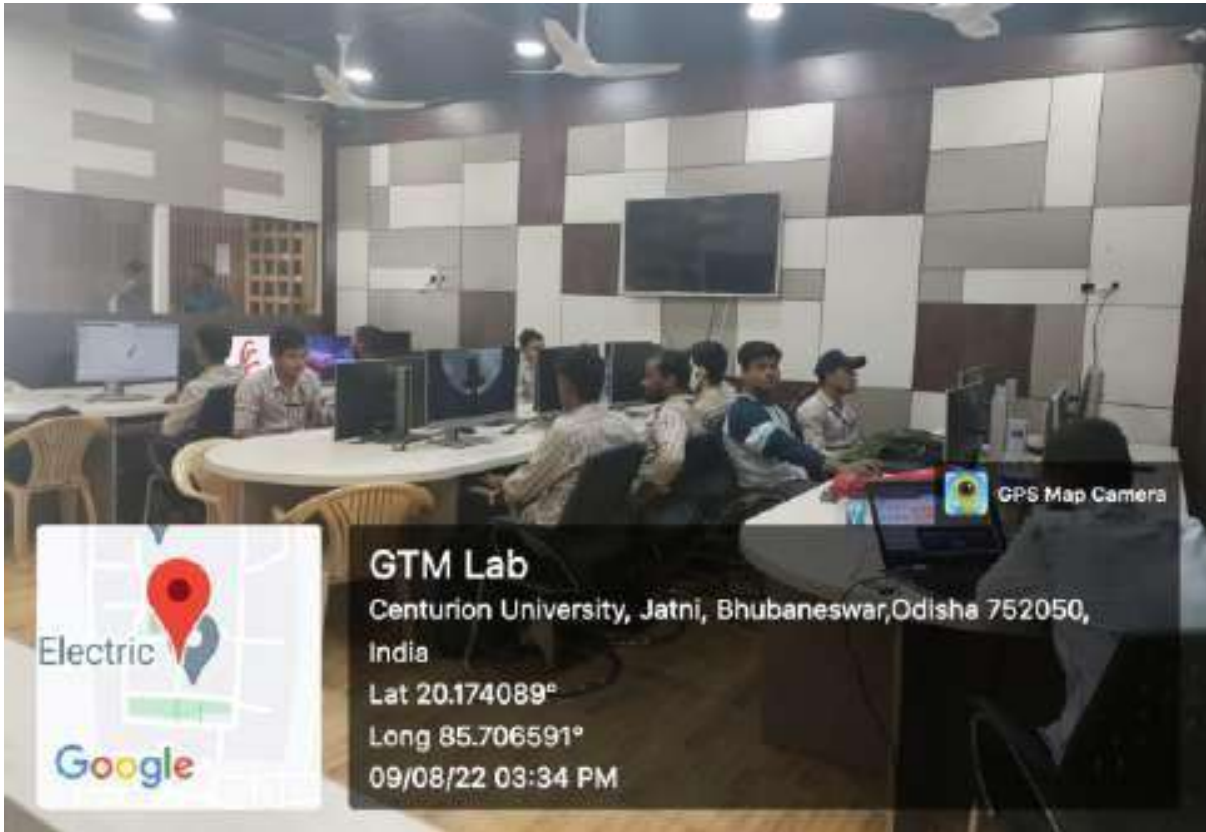 GPS Map Camera
GTM Lab
Centurion University, Jatni, Bhubaneswar,Odisha 752050,
India
Lat 20.174089°
Long 85.706591°
09/08/22 03:34 PM
Electric
Google